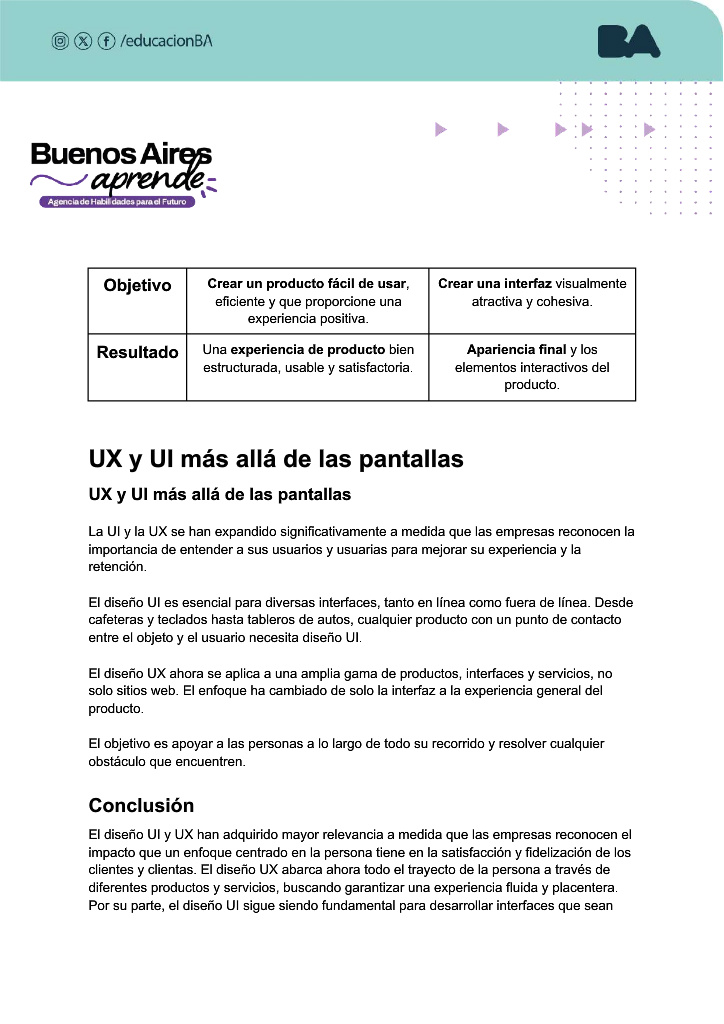 /educacionBA
BA
Buenos Aires
aprende
Agencia de Habilidades para el Futuro
Objetivo
Crear un producto fácil de usar,
eficiente y que proporcione una
experiencia positiva.
Crear una interfaz visualmente
atractiva y cohesiva.
Resultado
Una experiencia de producto bien
estructurada, usable y satisfactoria.
Apariencia final y los
elementos interactivos del
producto.
UX y UI más allá de las pantallas
UX y UI más allá de las pantallas
La UI y la UX se han expandido significativamente a medida que las empresas reconocen la
importancia de entender a sus usuarios y usuarias para mejorar su experiencia y la
retención.
El diseño UI es esencial para diversas interfaces, tanto en línea como fuera de línea. Desde
cafeteras y teclados hasta tableros de autos, cualquier producto con un punto de contacto
entre el objeto y el usuario necesita diseño UI.
El diseño UX ahora se aplica a una amplia gama de productos, interfaces y servicios, no
solo sitios web. El enfoque ha cambiado de solo la interfaz a la experiencia general del
producto.
El objetivo es apoyar a las personas a lo largo de todo su recorrido y resolver cualquier
obstáculo que encuentren.
Conclusión
El diseño UI y UX han adquirido mayor relevancia a medida que las empresas reconocen el
impacto que un enfoque centrado en la persona tiene en la satisfacción y fidelización de los
clientes y clientas. El diseño UX abarca ahora todo el trayecto de la persona a través de
diferentes productos y servicios, buscando garantizar una experiencia fluida y placentera.
Por su parte, el diseño UI sigue siendo fundamental para desarrollar interfaces que sean